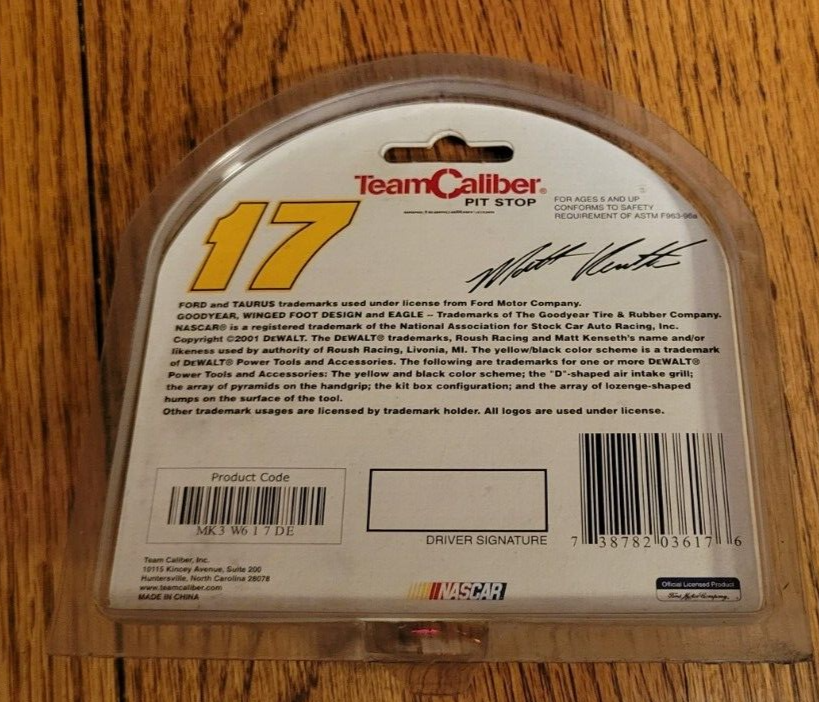 TeamCaliber®
PIT STOP
FOR AGES 6 AND UP
CONFORMS TO SAFETY
REQUIREMENT OF ASTM F963-96a
17
Matt Kenseth
FORD and TAURUS trademarks used under license from Ford Motor Company.
GOODYEAR, WINGED FOOT DESIGN and EAGLE – Trademarks of The Goodyear Tire & Rubber Company.
NASCAR® is a registered trademark of the National Association for Stock Car Auto Racing, Inc.
Copyright ©2001 DEWALT. The DEWALT® trademarks, Roush Racing and Matt Kenseth's name and/or
likeness used by authority of Roush Racing, Livonia, MI. The yellow/black color scheme is a trademark
of DEWALT® Power Tools and Accessories. The following are trademarks for one or more DEWALT®
Power Tools and Accessories: The yellow and black color scheme; the "D"-shaped air intake grill;
the array of pyramids on the handgrip; the kit box configuration; and the array of lozenge-shaped
humps on the surface of the tool.
Other trademark usages are licensed by trademark holder. All logos are used under license.
Product Code
MK3 W6 1 7 DE
DRIVER SIGNATURE
7 38782 03617 6
Team Caliber, Inc.
10115 Kincey Avenue, Suite 200
Huntersville, North Carolina 28078
www.teamcaliber.com
MADE IN CHINA
NASCAR
Official Licensed Product
Ford Motor Company